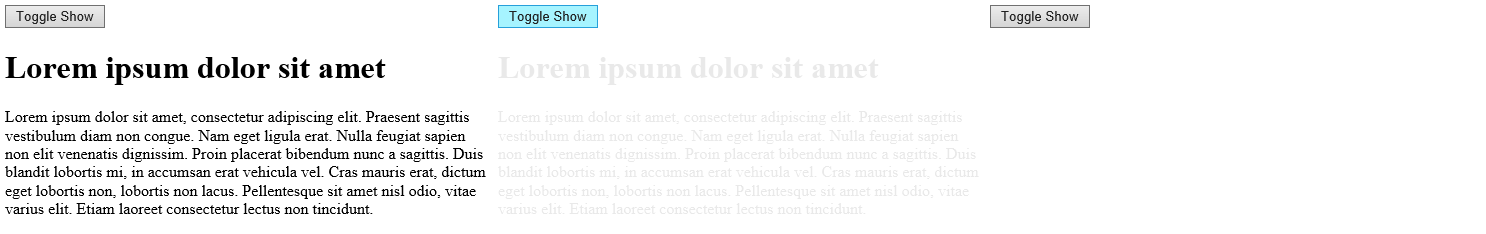 Toggle Show
Lorem ipsum dolor sit amet
Lorem ipsum dolor sit amet, consectetur adipiscing elit. Praesent sagittis
vestibulum diam non congue. Nam eget ligula erat. Nulla feugiat sapien
non elit venenatis dignissim. Proin placerat bibendum nunc a sagittis. Duis
blandit lobortis mi, in accumsan erat vehicula vel. Cras mauris erat, dictum
eget lobortis non, lobortis non lacus. Pellentesque sit amet nisl odio, vitae
varius elit. Etiam laoreet consectetur lectus non tincidunt.
Toggle Show
Lorem ipsum dolor sit amet
Lorem ipsum dolor sit amet, consectetur adipiscing elit. Praesent sagittis
vestibulum diam non congue. Nam eget ligula erat. Nulla feugiat sapien
non elit venenatis dignissim. Proin placerat bibendum nunc a sagittis. Duis
blandit lobortis mi, in accumsan erat vehicula vel. Cras mauris erat, dictum
eget lobortis non, lobortis non lacus. Pellentesque sit amet nisl odio, vitae
varius elit. Etiam laoreet consectetur lectus non tincidunt.
Toggle Show